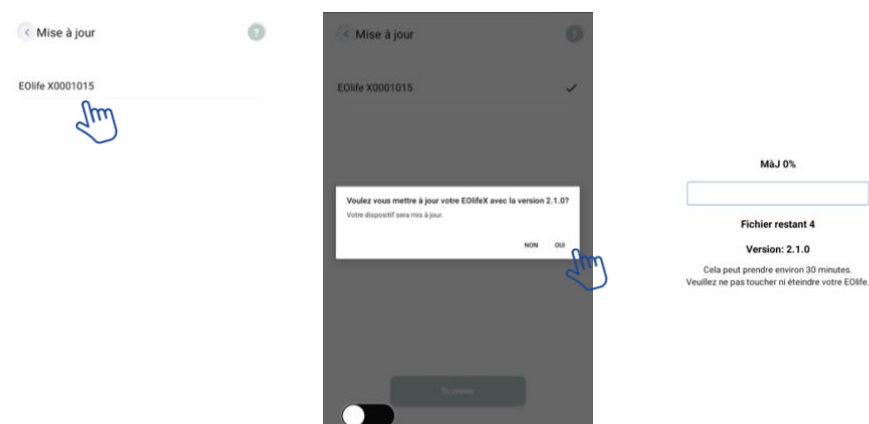 Mise à jour
?
EOlife X0001015
Mise à jour
?
EOlife X0001015
Voulez vous mettre à jour votre EOlifeX avec la version 2.1.0?
Votre dispositif sera mis à jour.
NON OUI
MàJ 0%
Fichier restant 4
Version: 2.1.0
Cela peut prendre environ 30 minutes.
Veuillez ne pas toucher ni éteindre votre EOlife.